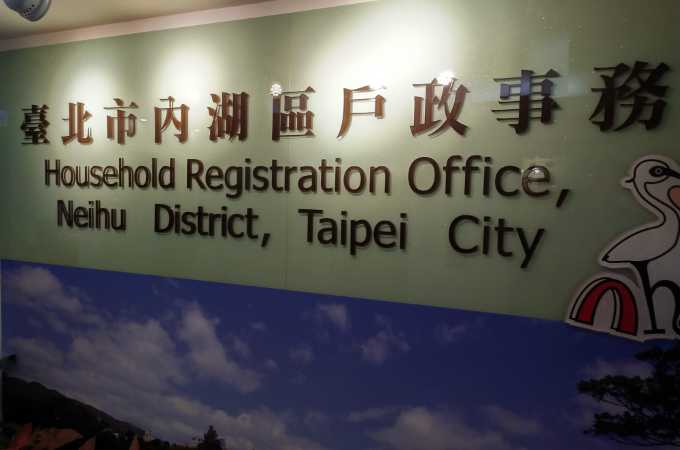 臺北市內湖區戶政事務
Household Registration Office,
Neihu District, Taipei City